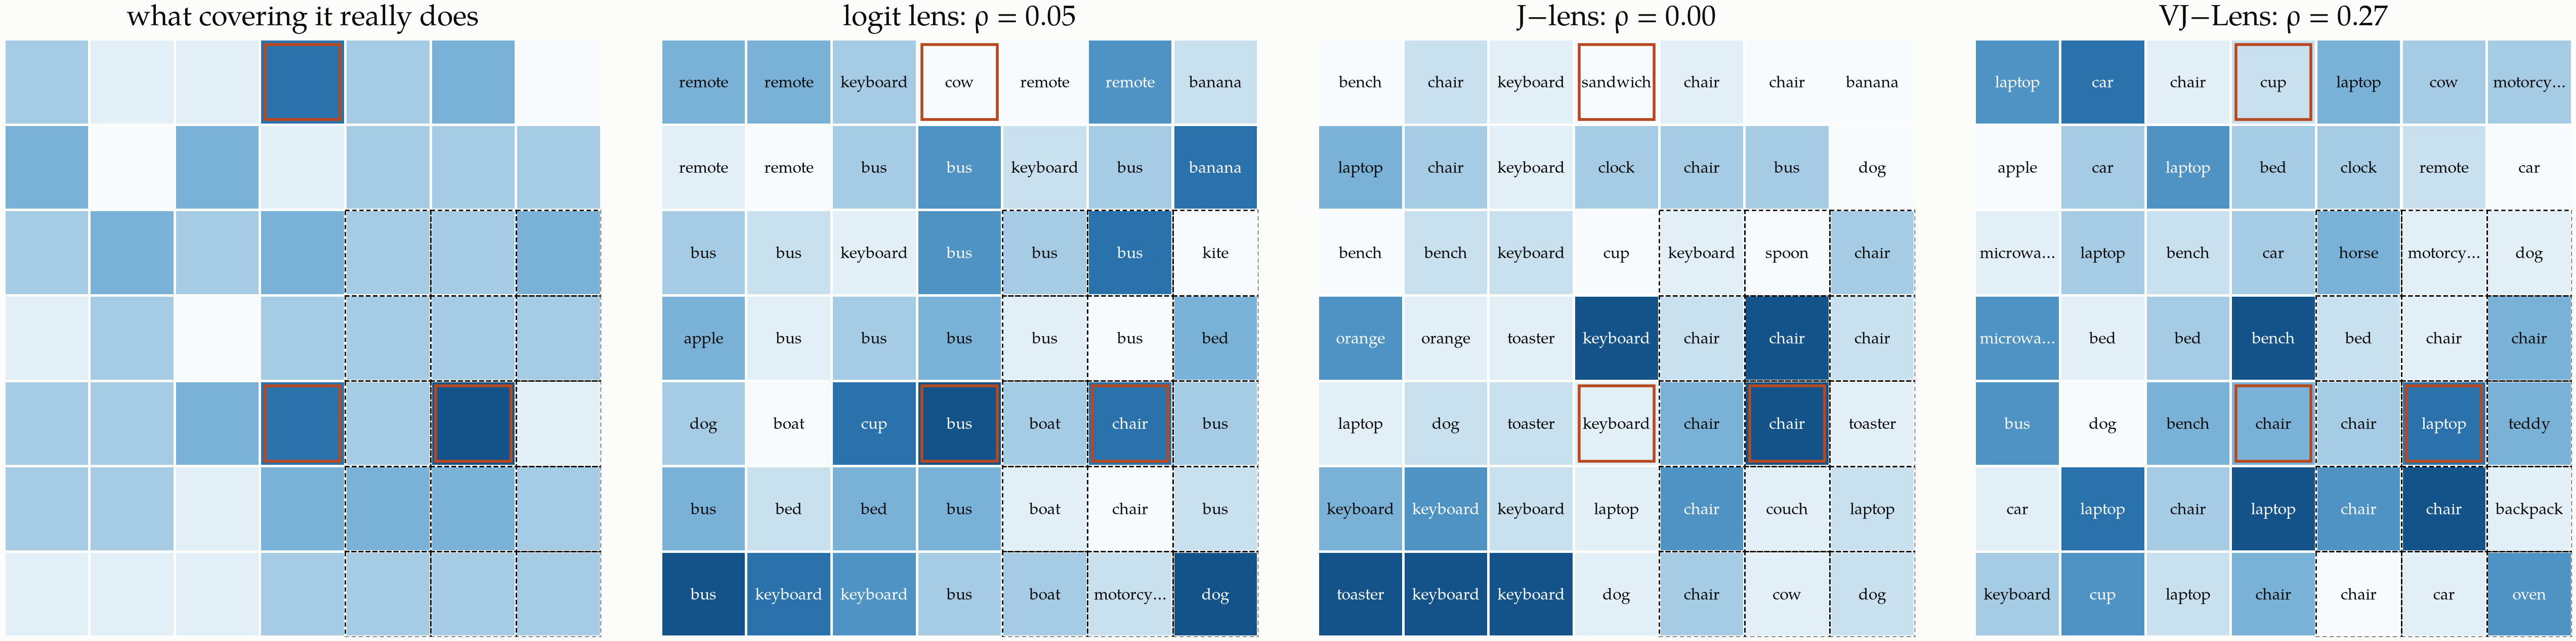 what covering it really does
logit lens: ρ = 0.05
remote remote keyboard cow remote remote banana
remote remote bus bus keyboard bus banana
bus bus keyboard bus bus bus kite
apple bus bus bus bus bus bed
dog boat cup bus boat chair bus
bus bed bed bus boat chair bus
bus keyboard keyboard bus boat motorcy... dog
J−lens: ρ = 0.00
bench chair keyboard sandwich chair chair banana
laptop chair keyboard clock chair bus dog
bench bench keyboard cup keyboard spoon chair
orange orange toaster keyboard chair chair chair
laptop dog toaster keyboard chair chair toaster
keyboard keyboard keyboard laptop chair couch laptop
toaster keyboard keyboard dog chair cow dog
VJ−Lens: ρ = 0.27
laptop car chair cup laptop cow motorcy...
apple car laptop bed clock remote car
microwa... laptop bench car horse motorcy... dog
microwa... bed bed bench bed chair chair
bus dog bench chair chair laptop teddy
car laptop chair laptop chair chair backpack
keyboard cup laptop chair chair car oven